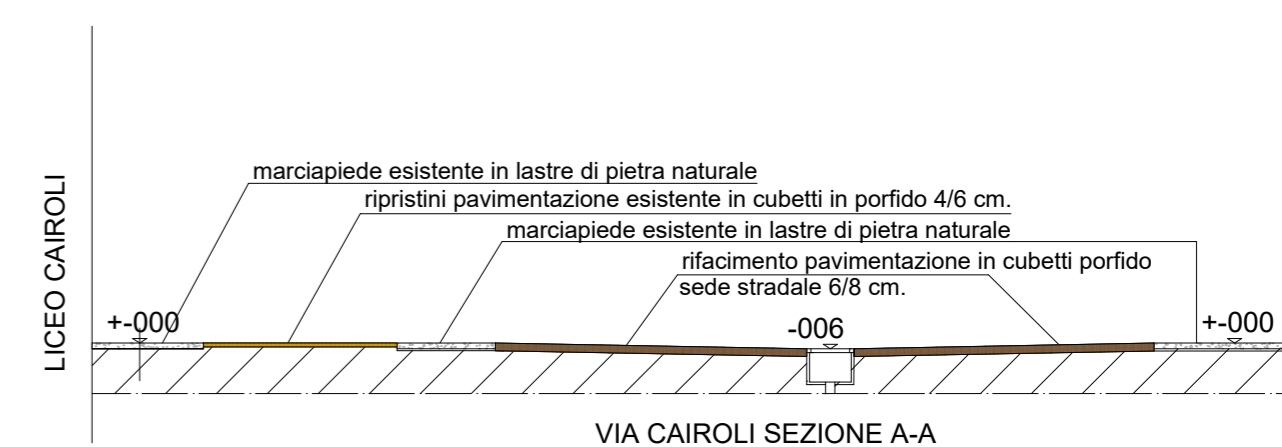 marciapiede esistente in lastre di pietra naturale
ripristini pavimentazione esistente in cubetti in porfido 4/6 cm.
marciapiede esistente in lastre di pietra naturale
rifacimento pavimentazione in cubetti porfido
sede stradale 6/8 cm.
LICEO CAIROLI
+-000
-006
+-000
VIA CAIROLI SEZIONE A-A